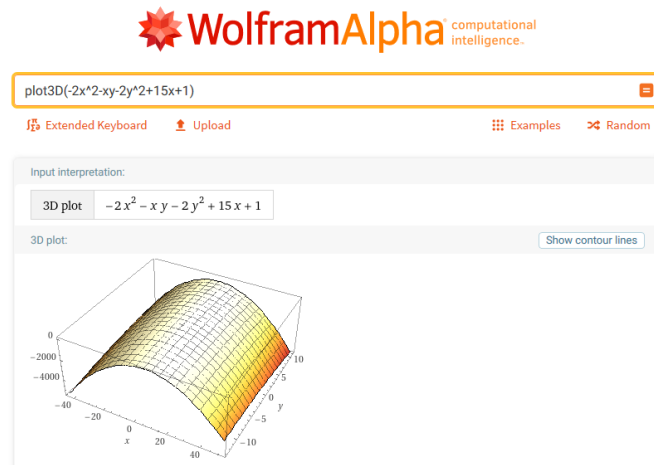 WolframAlpha computational intelligence™
plot3D(-2x^2-xy-2y^2+15x+1)
Extended Keyboard Upload Examples Random
Input interpretation:
3D plot −2 x² − x y − 2 y² + 15 x + 1
3D plot: Show contour lines
0
−2000
−4000
−40
−20
0
20
40
x
10
5
0
y
−5
−10